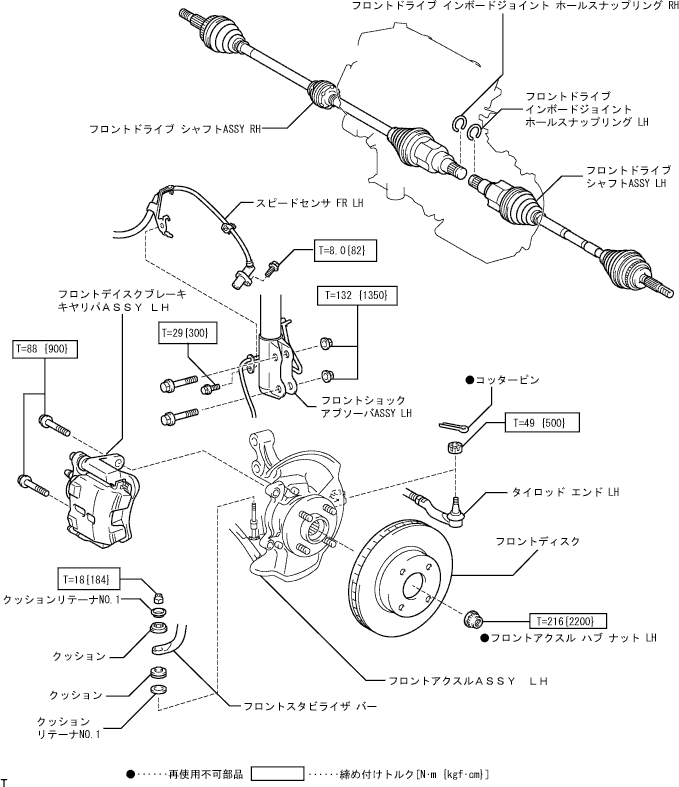 フロントドライブ インボードジョイント ホールスナップリング RH
フロントドライブ
インボードジョイント
ホールスナップリング LH
フロントドライブ シャフトASSY RH
フロントドライブ
シャフトASSY LH
スピードセンサ FR LH
T=8.0{82}
フロントディスクブレーキ
キャリパASSY LH
T=132 {1350}
T=29{300}
T=88 {900}
フロントショック
アブソーバASSY LH
●コッターピン
T=49 {500}
タイロッド エンド LH
フロントディスク
T=18{184}
クッションリテーナNO.1
T=216{2200}
●フロントアクスル ハブ ナット LH
クッション
フロントアクスルASSY LH
クッション
フロントスタビライザ バー
クッション
リテーナNO.1
●······再使用不可部品 ······締め付けトルク[N·m {kgf·cm}]
T